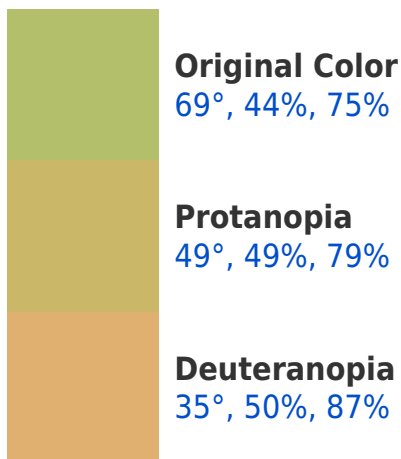 Original Color
69°, 44%, 75%
Protanopia
49°, 49%, 79%
Deuteranopia
35°, 50%, 87%